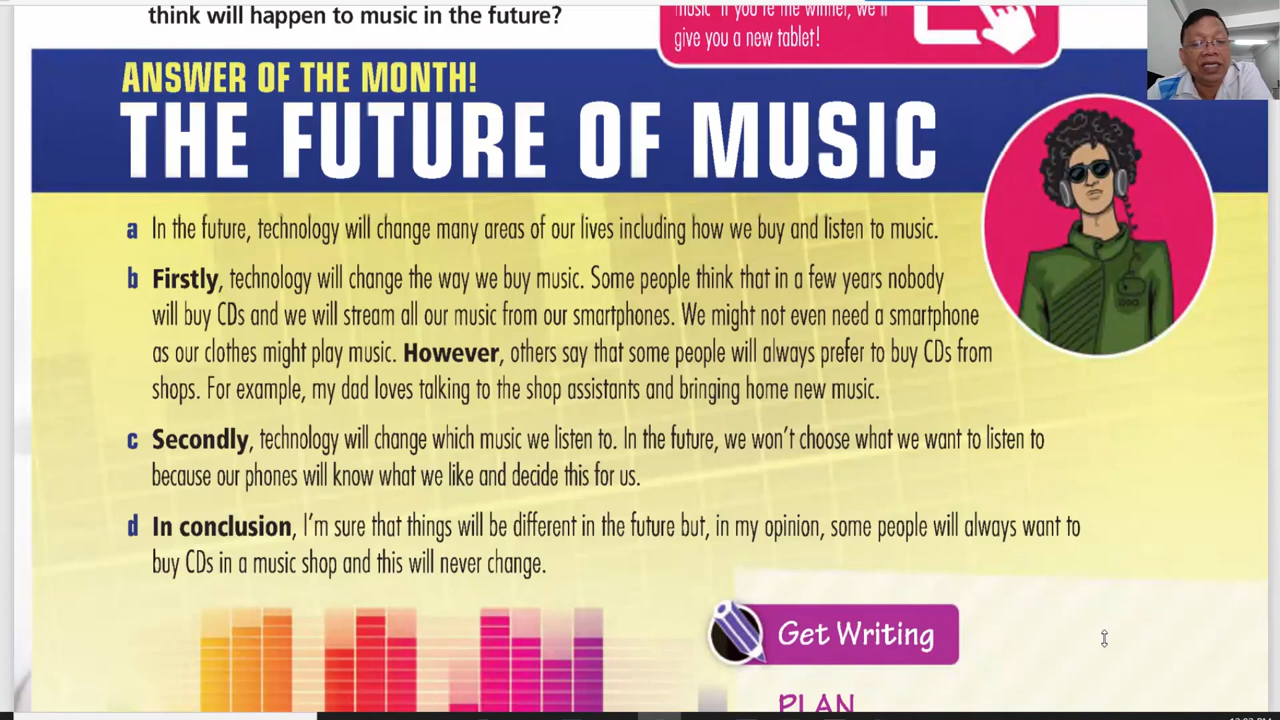 think will happen to music in the future?
music If you're the winner, we'll
give you a new tablet!
ANSWER OF THE MONTH!
THE FUTURE OF MUSIC
a In the future, technology will change many areas of our lives including how we buy and listen to music.
b Firstly, technology will change the way we buy music. Some people think that in a few years nobody
will buy CDs and we will stream all our music from our smartphones. We might not even need a smartphone
as our clothes might play music. However, others say that some people will always prefer to buy CDs from
shops. For example, my dad loves talking to the shop assistants and bringing home new music.
c Secondly, technology will change which music we listen to. In the future, we won't choose what we want to listen to
because our phones will know what we like and decide this for us.
d In conclusion, I'm sure that things will be different in the future but, in my opinion, some people will always want to
buy CDs in a music shop and this will never change.
Get Writing
PLAN